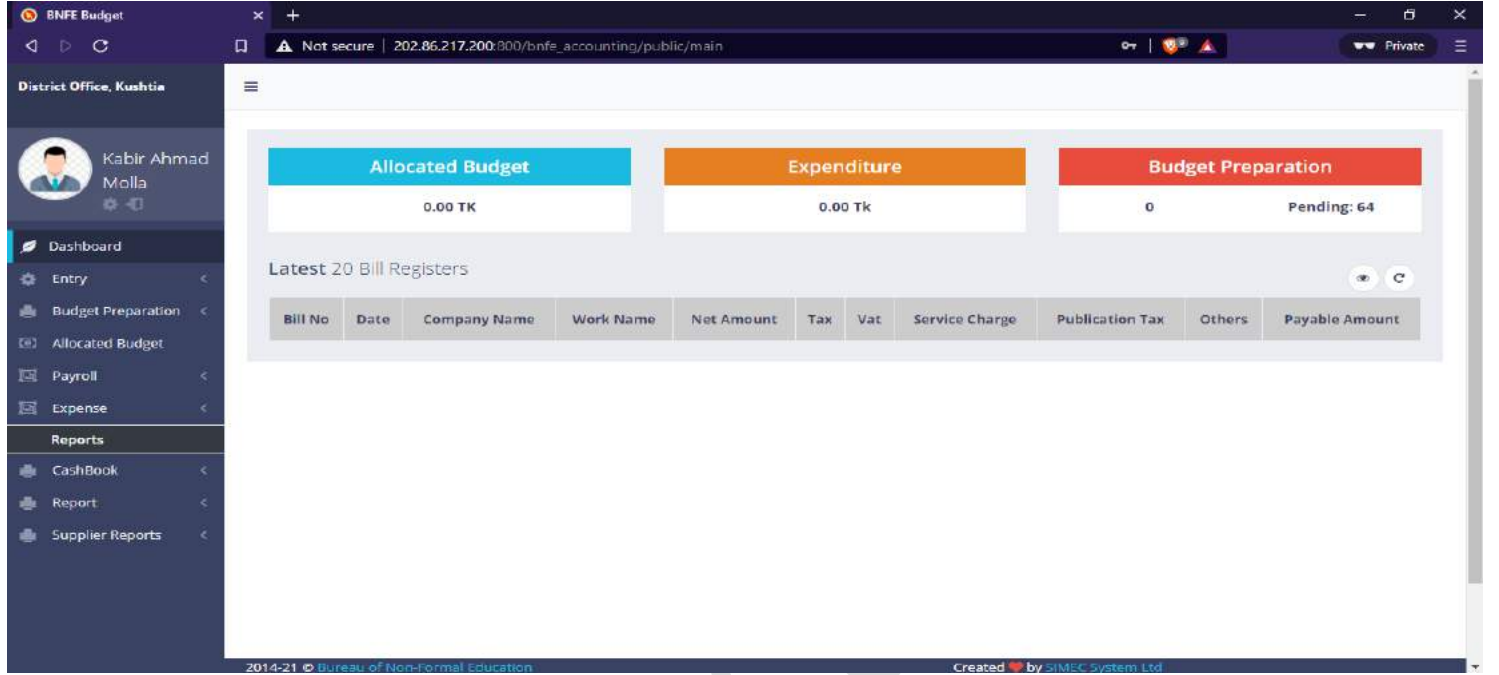 BNFE Budget
Not secure | 202.86.217.200:800/bnfe_accounting/public/main
Private
District Office, Kushtia
Kabir Ahmad
Molla
Dashboard
Entry
Budget Preparation
Allocated Budget
Payroll
Expense
Reports
CashBook
Report
Supplier Reports
Allocated Budget
0.00 TK
Expenditure
0.00 Tk
Budget Preparation
0 Pending: 64
Latest 20 Bill Registers
Bill No Date Company Name Work Name Net Amount Tax Vat Service Charge Publication Tax Others Payable Amount
2014-21 © Bureau of Non-Formal Education
Created ❤ by SIMEC System Ltd